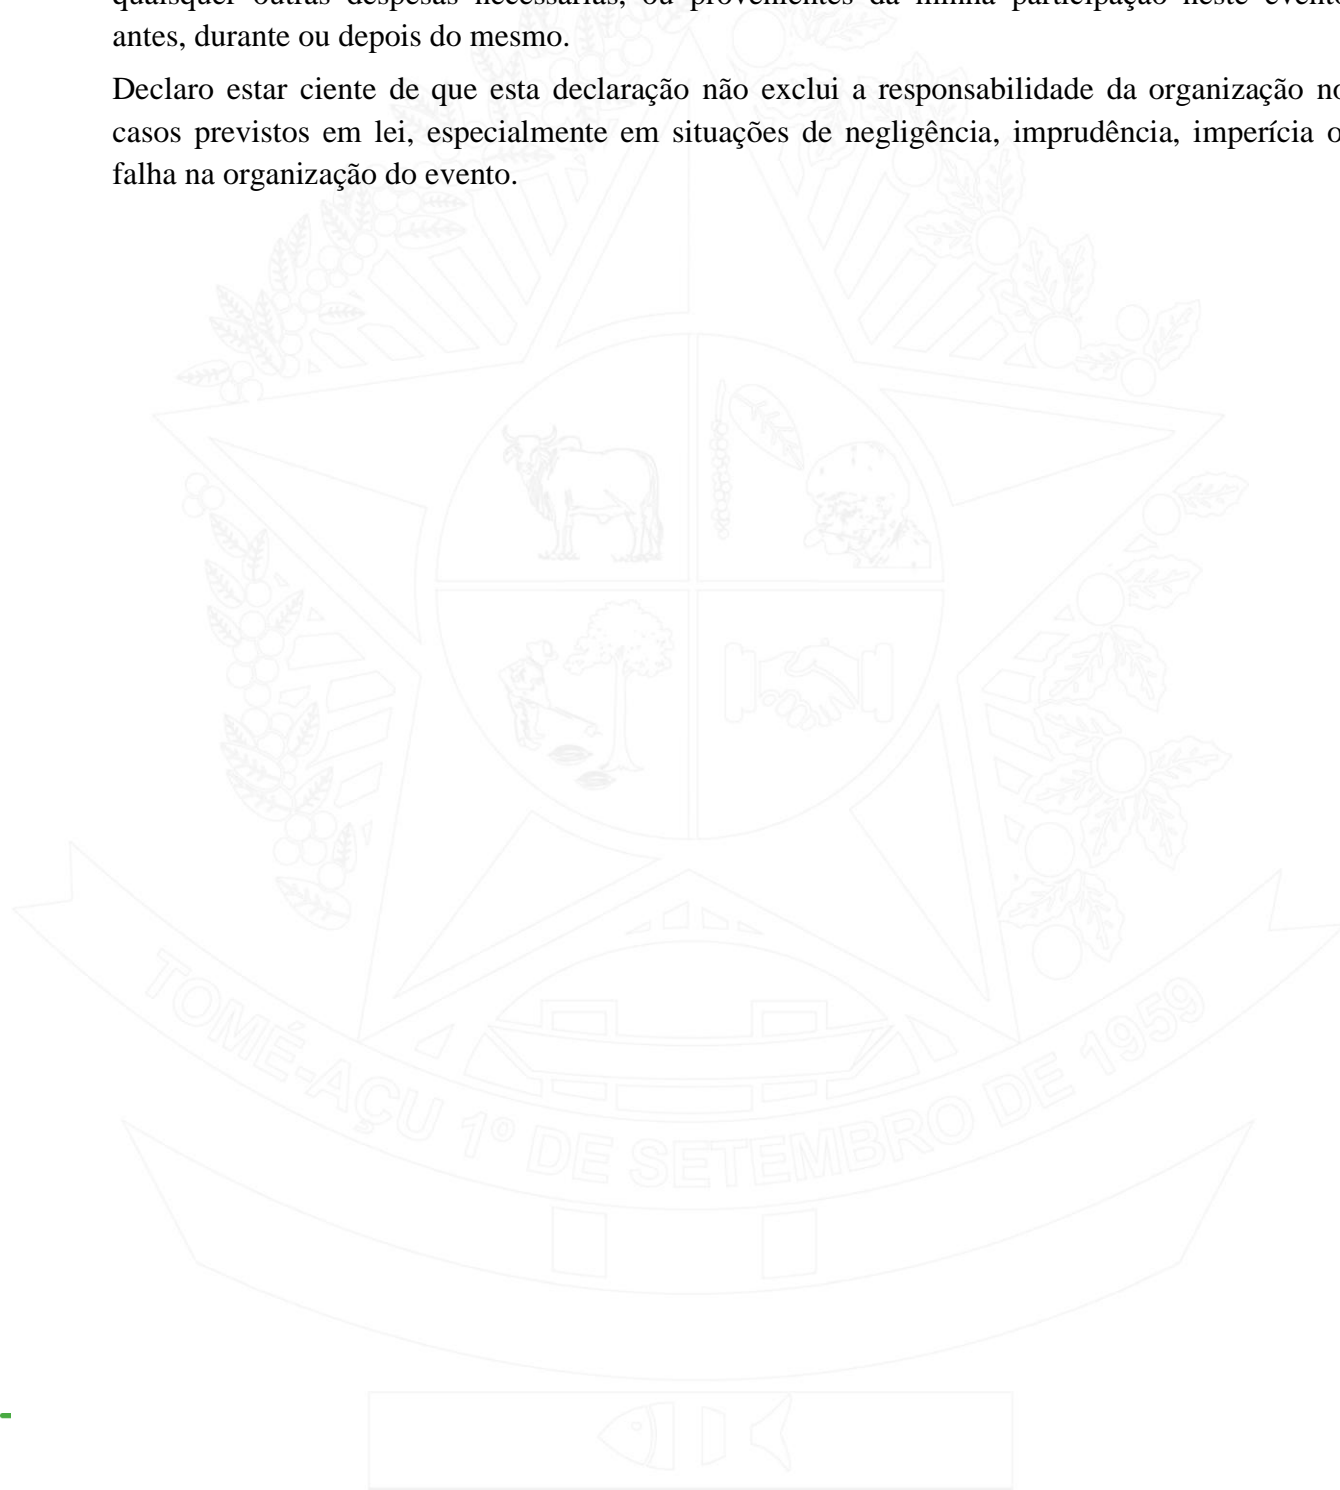 quaisquer outras despesas necessárias, ou provenientes da minha participação neste evento
antes, durante ou depois do mesmo.
Declaro estar ciente de que esta declaração não exclui a responsabilidade da organização no
casos previstos em lei, especialmente em situações de negligência, imprudência, imperícia o
falha na organização do evento.
TOMÉ-AÇU 1º DE SETEMBRO DE 1959